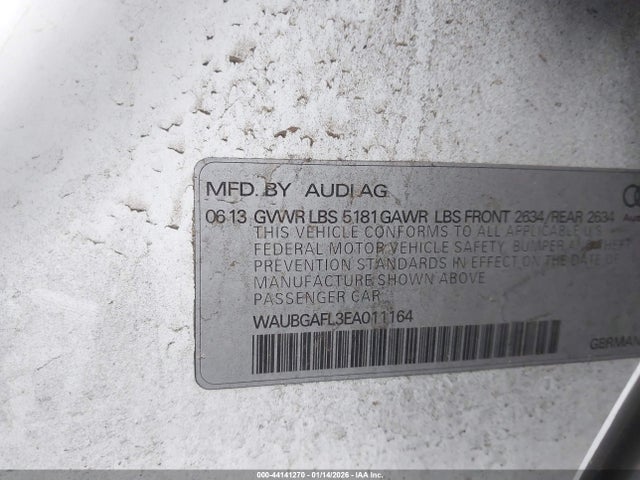 MFD. BY AUDI AG
06 13 GVWR LBS 5181 GAWR LBS FRONT 2634 / REAR 2634
THIS VEHICLE CONFORMS TO ALL APPLICABLE U.S.
FEDERAL MOTOR VEHICLE SAFETY, BUMPER, AND THEFT
PREVENTION STANDARDS IN EFFECT ON THE DATE OF
MANUFACTURE SHOWN ABOVE
PASSENGER CAR
WAUBGAFL3EA011164
GERMAN
000-44141270 - 01/14/2026 - IAA Inc.